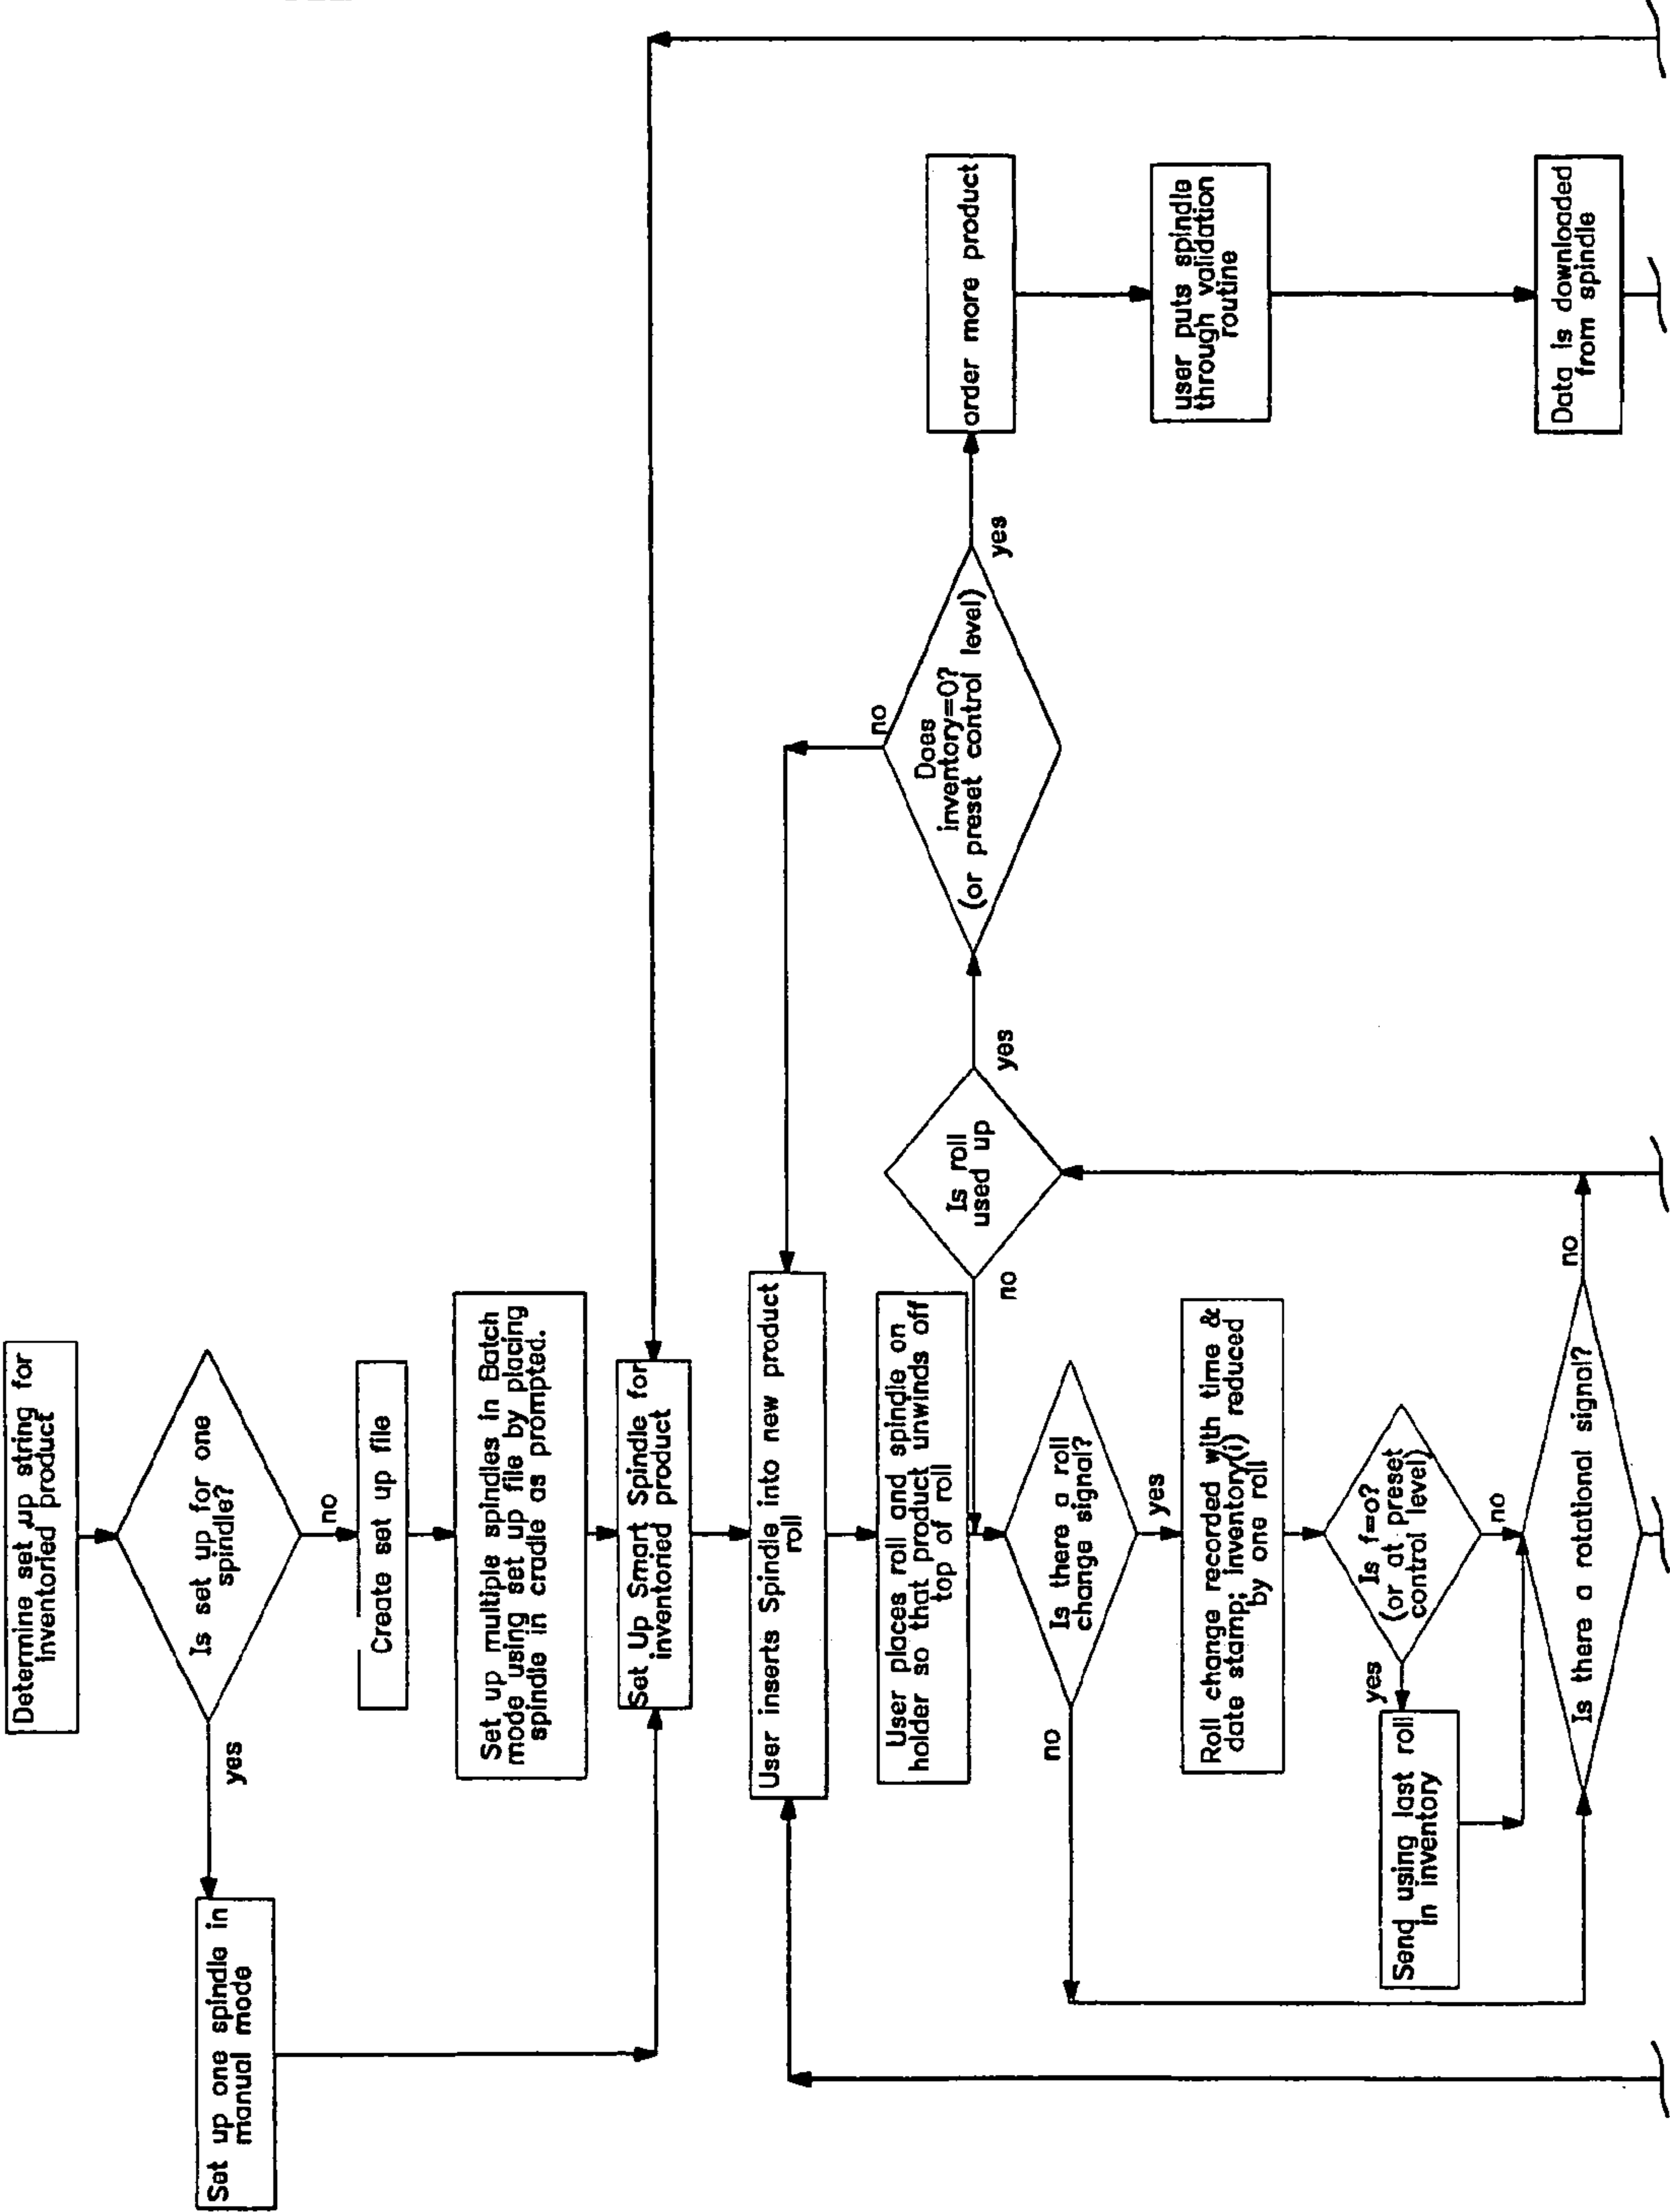 Determine set up string for
inventoried product
Is set up for one
spindle?
yes
no
Set up one spindle in
manual mode
Create set up file
Set up multiple spindles in Batch
mode using set up file by placing
spindle in cradle as prompted.
Set Up Smart Spindle for
inventoried product
User inserts Spindle into new product
roll
User places roll and spindle on
holder so that product unwinds off
top of roll
no
Is roll
used up
yes
no
Does
inventory=0?
(or preset control level)
yes
order more product
user puts spindle
through validation
routine
Data is downloaded
from spindle
Is there a roll
change signal?
no
yes
Roll change recorded with time &
date stamp; inventory(i) reduced
by one roll
Is f=o?
(or at preset
control level)
yes
no
Send using last roll
in inventory
Is there a rotational signal?
no